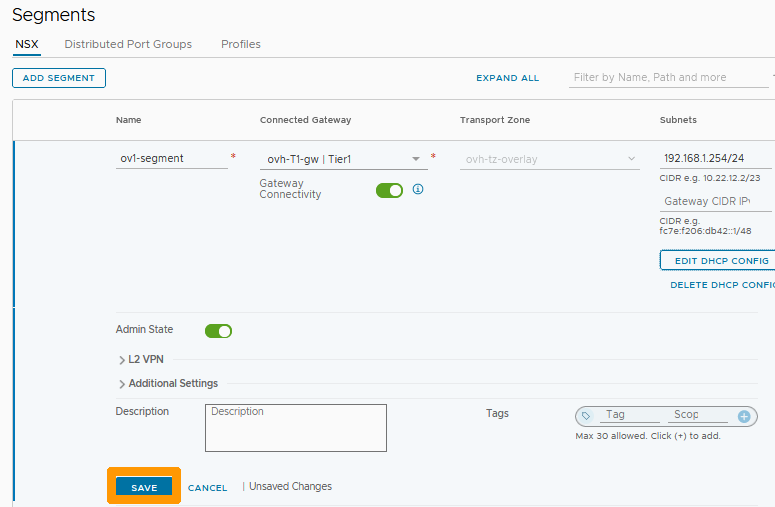 Segments
NSX Distributed Port Groups Profiles
ADD SEGMENT EXPAND ALL Filter by Name, Path and more
Name Connected Gateway Transport Zone Subnets
ov1-segment * ovh-T1-gw | Tier1 * ovh-tz-overlay 192.168.1.254/24
CIDR e.g. 10.22.12.2/23
Gateway
Connectivity
Gateway CIDR IPv
CIDR e.g.
fc7e:f206:db42::1/48
EDIT DHCP CONFIG
DELETE DHCP CONFIG
Admin State
L2 VPN
Additional Settings
Description Description Tags Tag Scop
Max 30 allowed. Click (+) to add.
SAVE CANCEL | Unsaved Changes